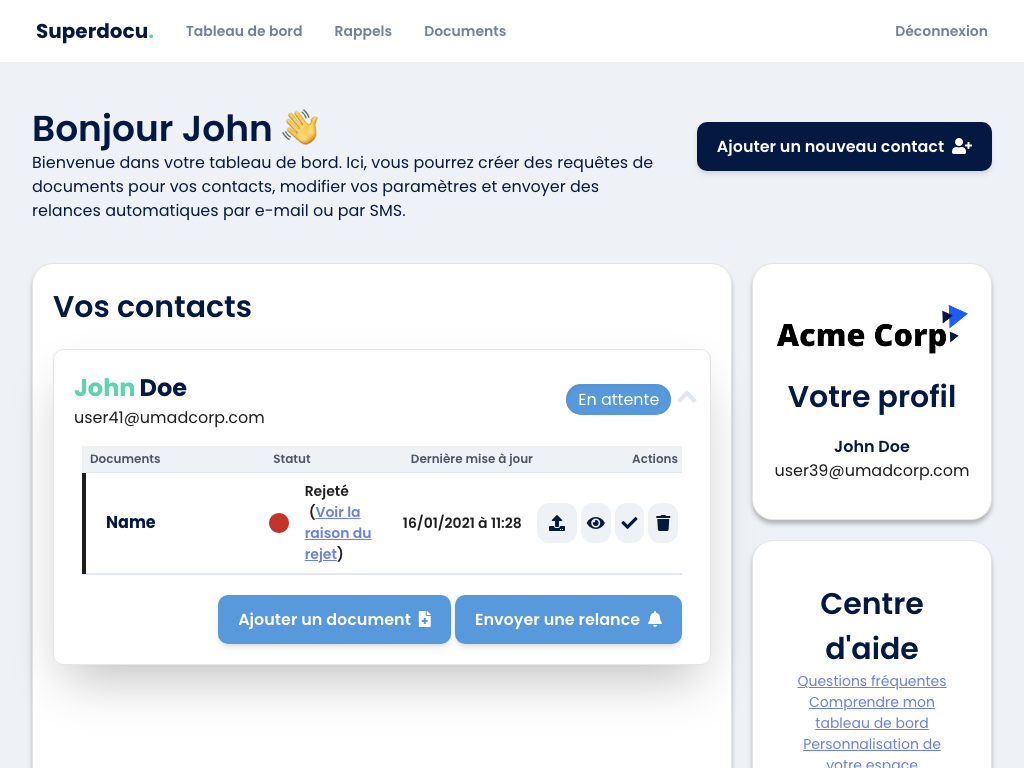 Superdocu.
Tableau de bord
Rappels
Documents
Déconnexion
Bonjour John 👋
Bienvenue dans votre tableau de bord. Ici, vous pourrez créer des requêtes de
documents pour vos contacts, modifier vos paramètres et envoyer des
relances automatiques par e-mail ou par SMS.
Ajouter un nouveau contact
Vos contacts
John Doe
user41@umadcorp.com
En attente
Documents
Statut
Dernière mise à jour
Actions
Name
Rejeté
(Voir la
raison du
rejet)
16/01/2021 à 11:28
Ajouter un document
Envoyer une relance
Acme Corp
Votre profil
John Doe
user39@umadcorp.com
Centre
d'aide
Questions fréquentes
Comprendre mon
tableau de bord
Personnalisation de
votre espace